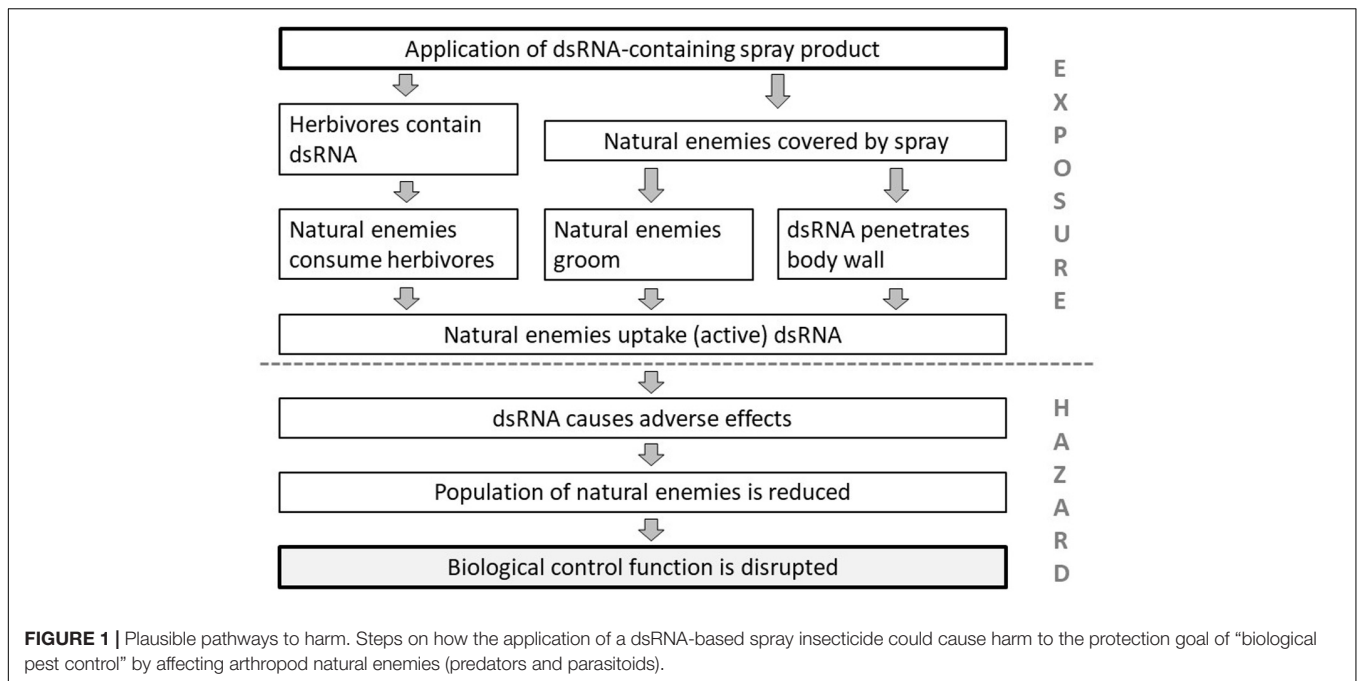 Application of dsRNA-containing spray product
Herbivores contain
dsRNA
Natural enemies covered by spray
Natural enemies
consume herbivores
Natural enemies
groom
dsRNA penetrates
body wall
Natural enemies uptake (active) dsRNA
E
X
P
O
S
U
R
E
dsRNA causes adverse effects
Population of natural enemies is reduced
Biological control function is disrupted
H
A
Z
A
R
D
FIGURE 1 | Plausible pathways to harm. Steps on how the application of a dsRNA-based spray insecticide could cause harm to the protection goal of “biological
pest control” by affecting arthropod natural enemies (predators and parasitoids).